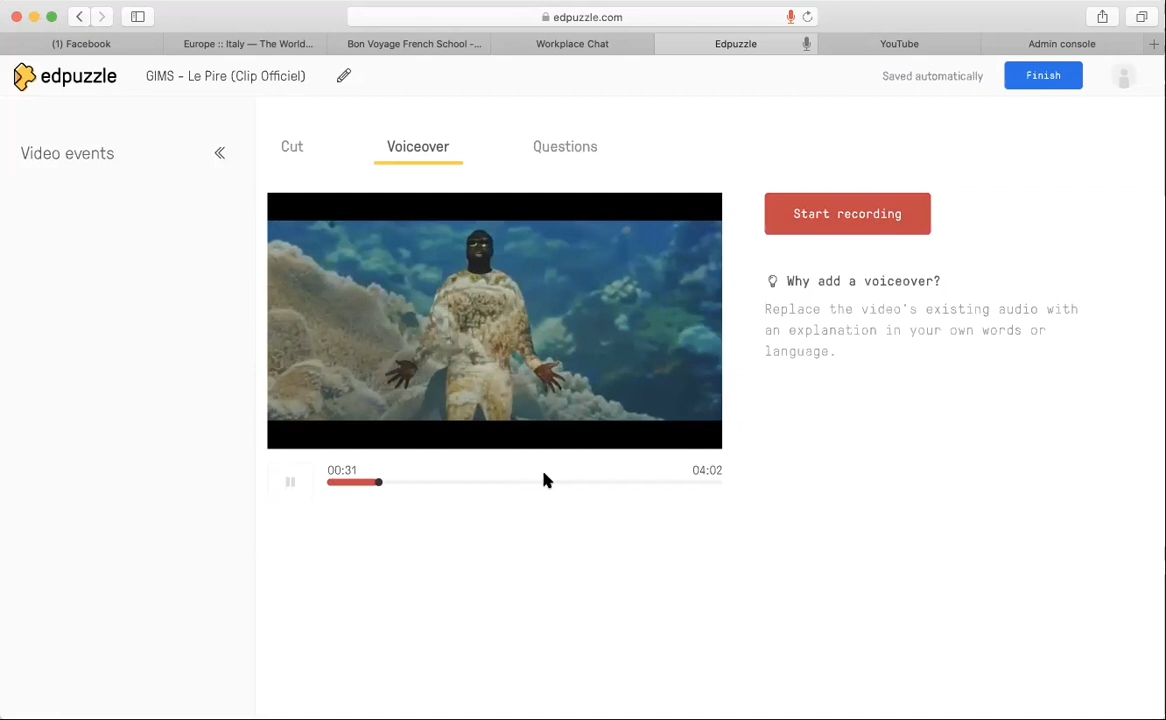 edpuzzle.com
(1) Facebook
Europe :: Italy — The World...
Bon Voyage French School -...
Workplace Chat
Edpuzzle
YouTube
Admin console
edpuzzle
GIMS - Le Pire (Clip Officiel)
Saved automatically
Finish
Video events
Cut
Voiceover
Questions
Start recording
Why add a voiceover?
Replace the video's existing audio with
an explanation in your own words or
language.
00:31
04:02